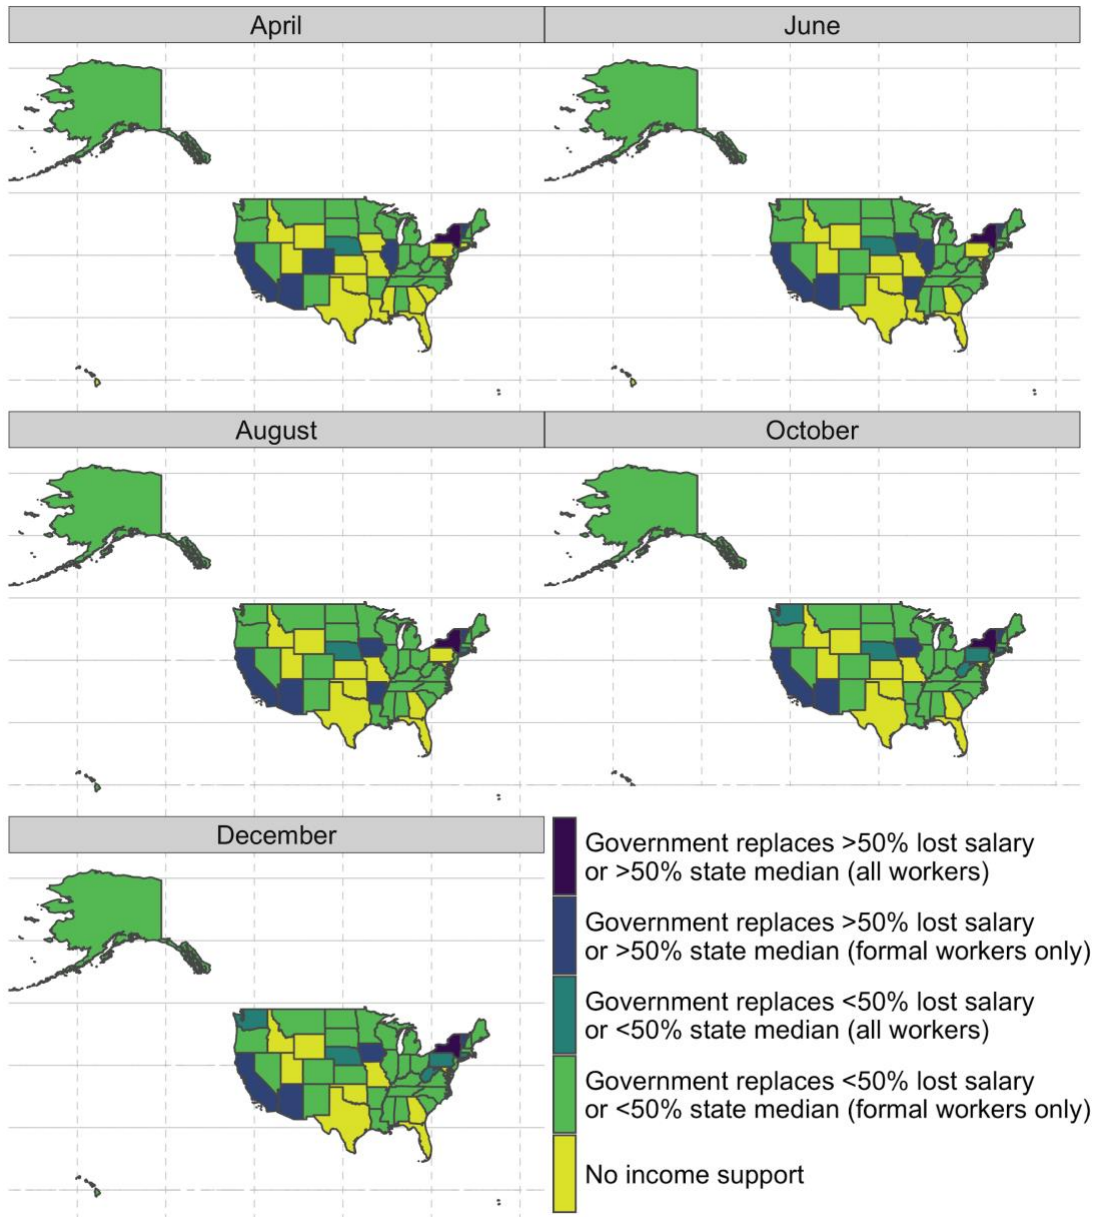 April
June
August
October
December
Government replaces >50% lost salary
or >50% state median (all workers)
Government replaces >50% lost salary
or >50% state median (formal workers only)
Government replaces <50% lost salary
or <50% state median (all workers)
Government replaces <50% lost salary
or <50% state median (formal workers only)
No income support